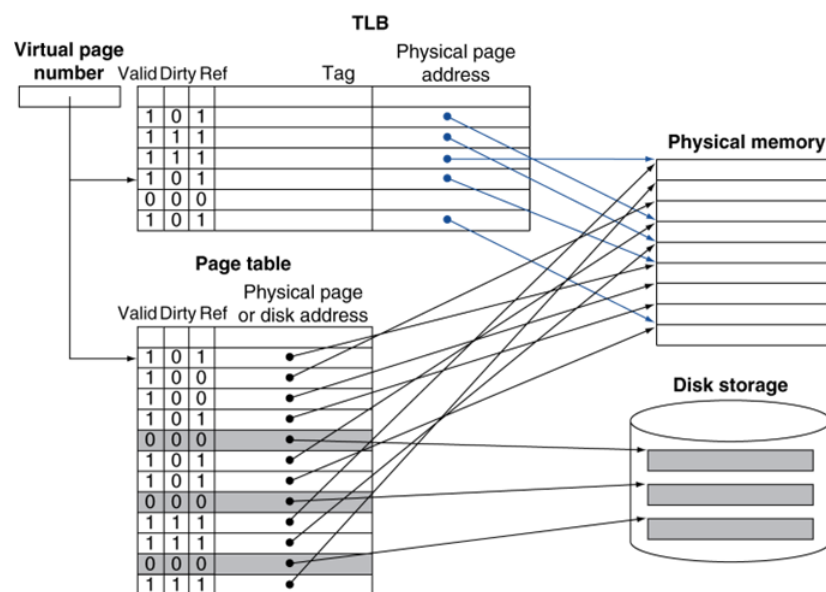 TLB
Virtual page
number
Valid Dirty Ref Tag Physical page
address
1 0 1
1 1 1
1 1 1
1 0 1
0 0 0
1 0 1
Physical memory
Page table
Physical page
Valid Dirty Ref or disk address
1 0 1
1 0 0
1 0 0
1 0 1
0 0 0
1 0 1
1 0 1
0 0 0
1 1 1
1 1 1
0 0 0
1 1 1
Disk storage